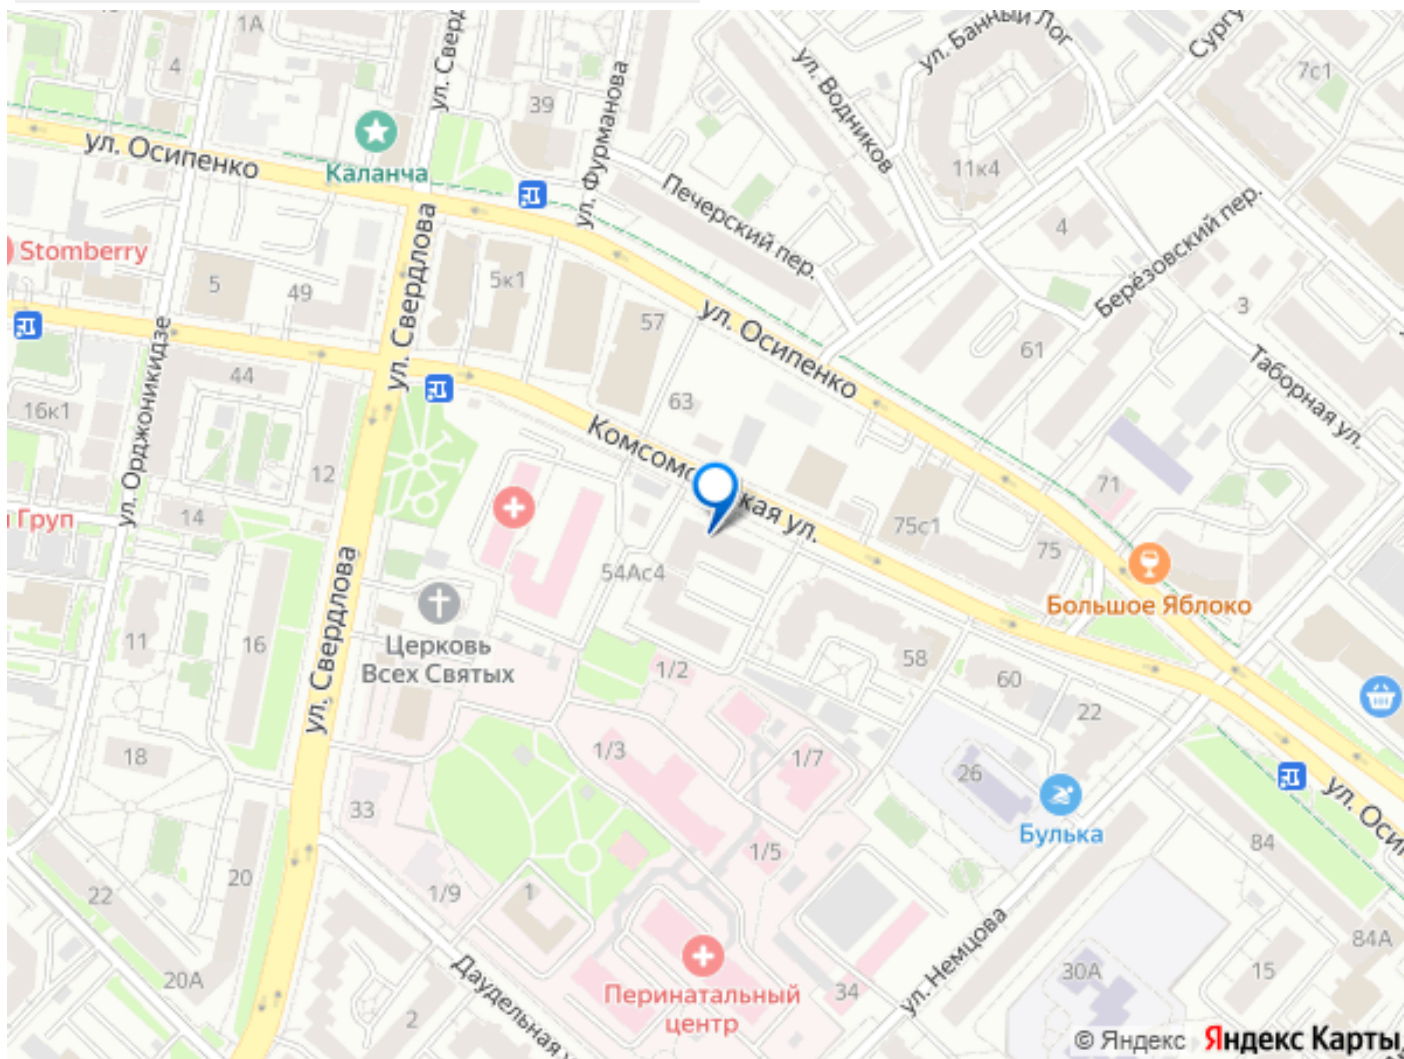 1А
4
ул. Сверд
39
ул. Фурманова
ул. Водников
ул. Банный Лог
Сургу
7с1
ул. Осипенко
Каланча
11к4
Печерский пер.
4
Берёзовский пер.
Stomberry
5
49
ул. Свердлова
5к1
57
ул. Осипенко
3
61
Таборная ул.
44
16к1
ул. Орджоникидзе
63
Комсомо
кая ул.
12
71
14
Груп
75с1
75
54Ас4
Большое Яблоко
11
16
ул. Свердлова
Церковь
Всех Святых
1/2
58
60
22
18
1/3
1/7
26
33
Булька
ул. Оси
1/5
84
22
20
1/9
1
ул. Немцова
84А
20А
2
Даудельная
Перинатальный
центр
34
30А
15
© Яндекс Яндекс Карты